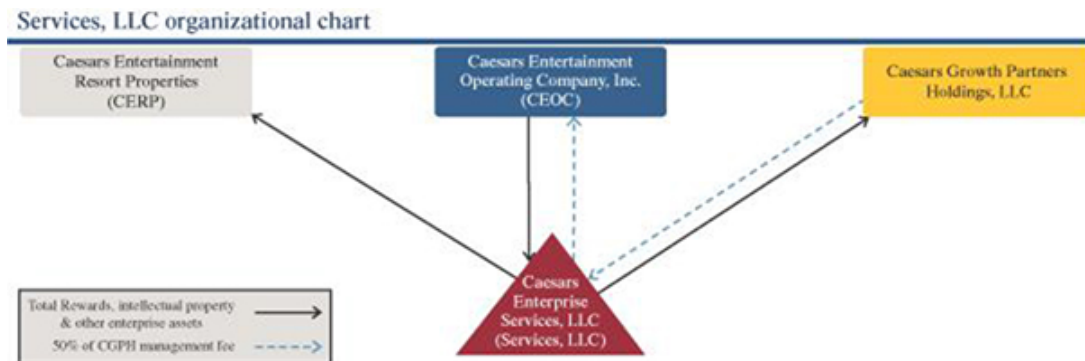 Services, LLC organizational chart
Caesars Entertainment
Resort Properties
(CERP)
Caesars Entertainment
Operating Company, Inc.
(CEOC)
Caesars Growth Partners
Holdings, LLC
Caesars
Enterprise
Services, LLC
(Services, LLC)
Total Rewards, intellectual property
& other enterprise assets
50% of CGPH management fee